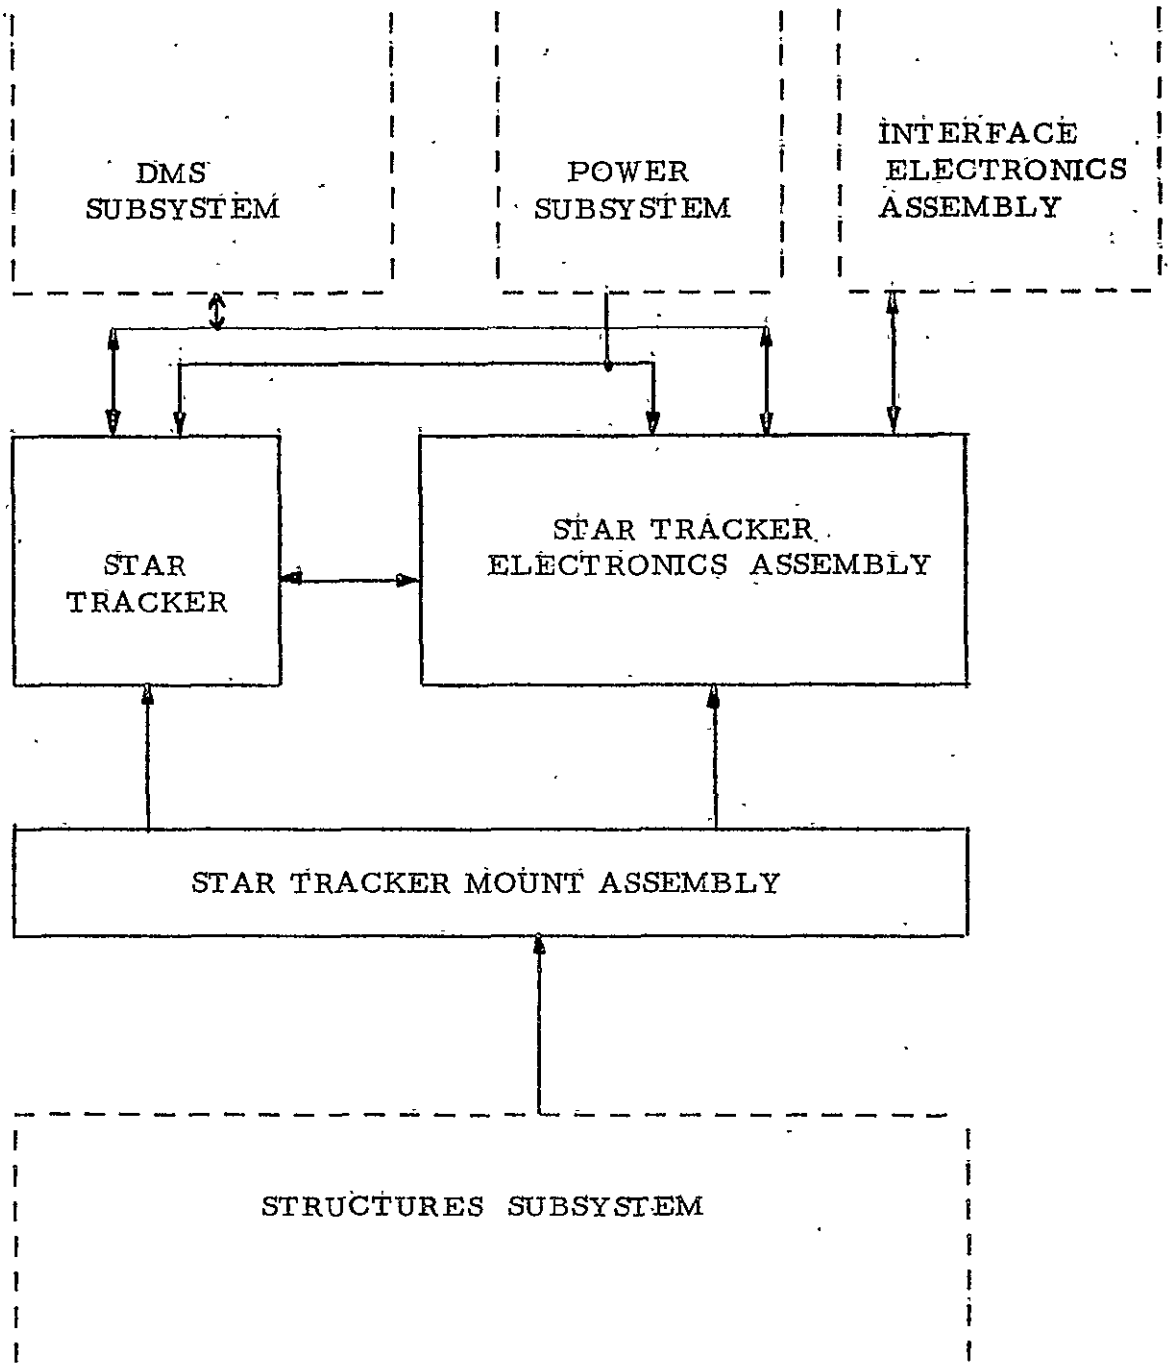 DMS
SUBSYSTEM
POWER
SUBSYSTEM
INTERFACE
ELECTRONICS
ASSEMBLY
STAR
TRACKER
STAR TRACKER
ELECTRONICS ASSEMBLY
STAR TRACKER MOUNT ASSEMBLY
STRUCTURES SUBSYSTEM